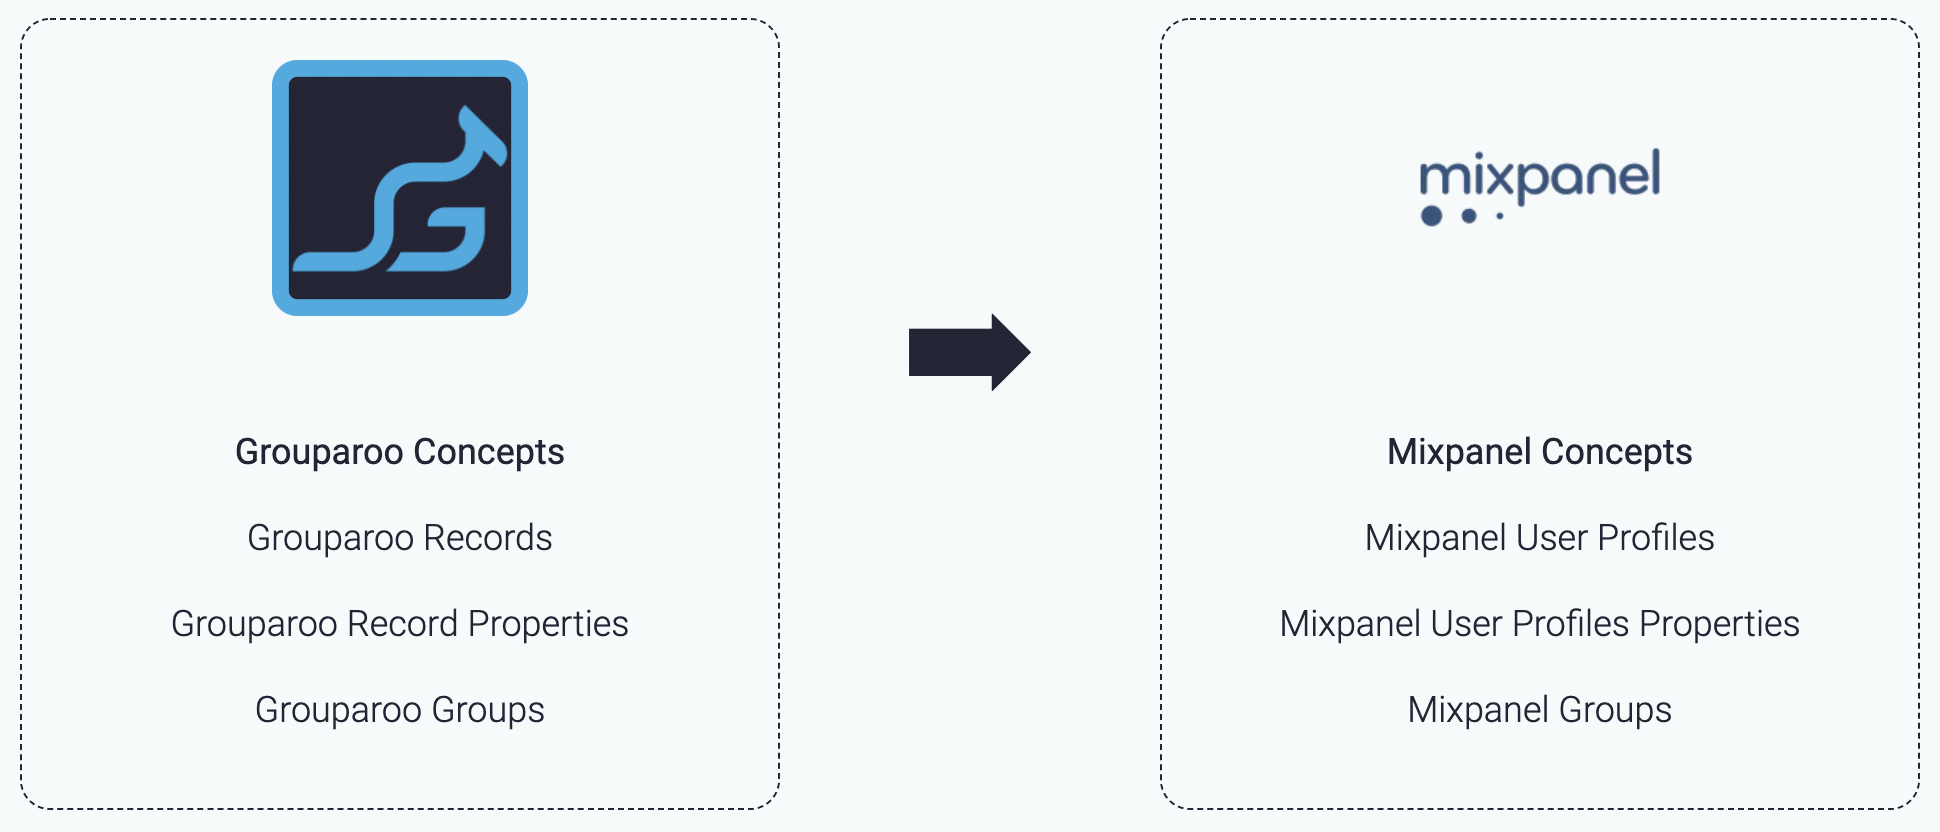 mixpanel
Grouparoo Concepts
Grouparoo Records
Grouparoo Record Properties
Grouparoo Groups
Mixpanel Concepts
Mixpanel User Profiles
Mixpanel User Profiles Properties
Mixpanel Groups